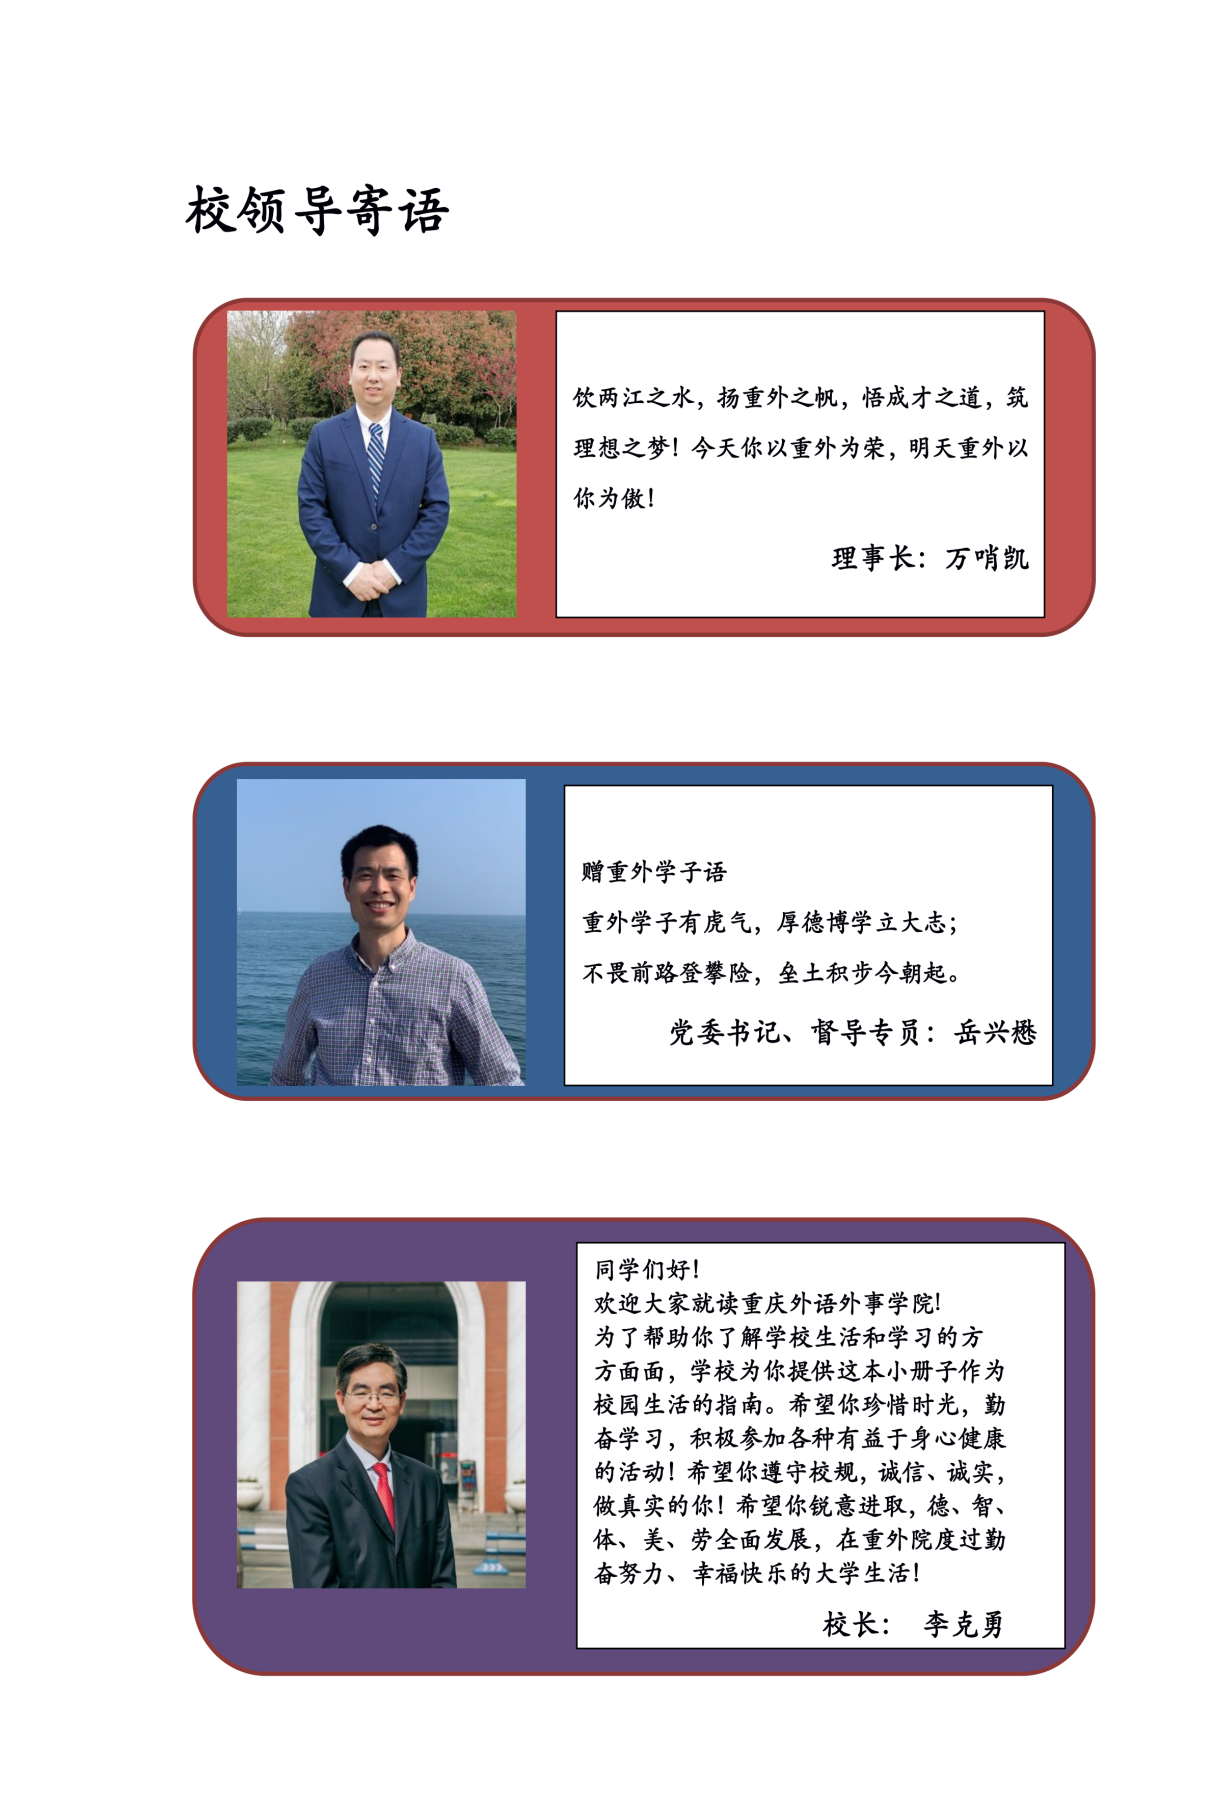 校领导寄语
饮两江之水，扬重外之帆，悟成才之道，筑
理想之梦！今天你以重外为荣，明天重外以
你为傲！
理事长：万哨凯
赠重外学子语
重外学子有虎气，厚德博学立大志；
不畏前路登攀险，垒土积步今朝起。
党委书记、督导专员：岳兴懋
同学们好！
欢迎大家就读重庆外语外事学院！
为了帮助你了解学校生活和学习的方
方面面，学校为你提供这本小册子作为
校园生活的指南。希望你珍惜时光，勤
奋学习，积极参加各种有益于身心健康
的活动！希望你遵守校规，诚信、诚实，
做真实的你！希望你锐意进取，德、智、
体、美、劳全面发展，在重外院度过勤
奋努力、幸福快乐的大学生活！
校长： 李克勇